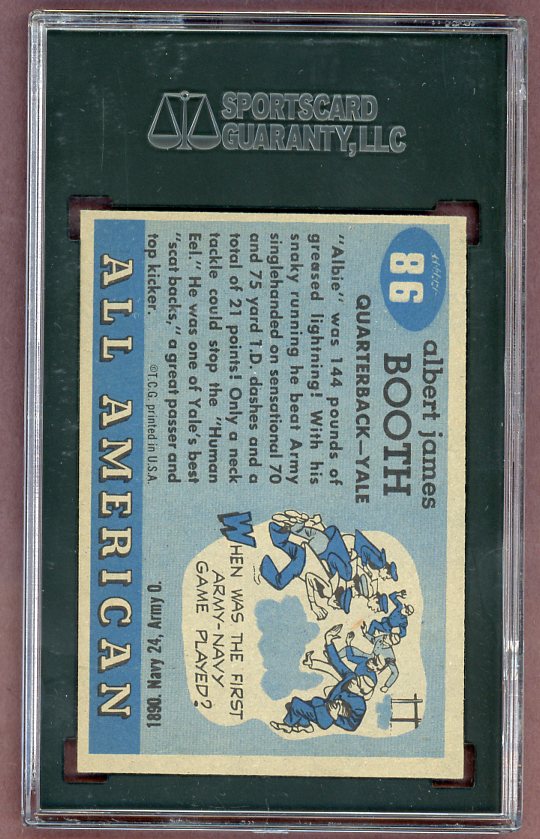 SPORTSCARD
GUARANTY, LLC
86
albert james
BOOTH
QUARTERBACK—YALE
"Albie" was 144 pounds of
greased lightning! With his
snaky running he beat Army
singlehanded on sensational 70
and 75 yard T.D. dashes and a
total of 21 points! Only a neck
tackle could stop the "Human
Eel." He was one of Yale's best
"scat backs," a great passer and
top kicker.
©T.C.G. printed in U.S.A.
WHEN WAS THE FIRST
ARMY-NAVY
GAME PLAYED?
1890, Navy 24, Army 0.
ALL AMERICAN